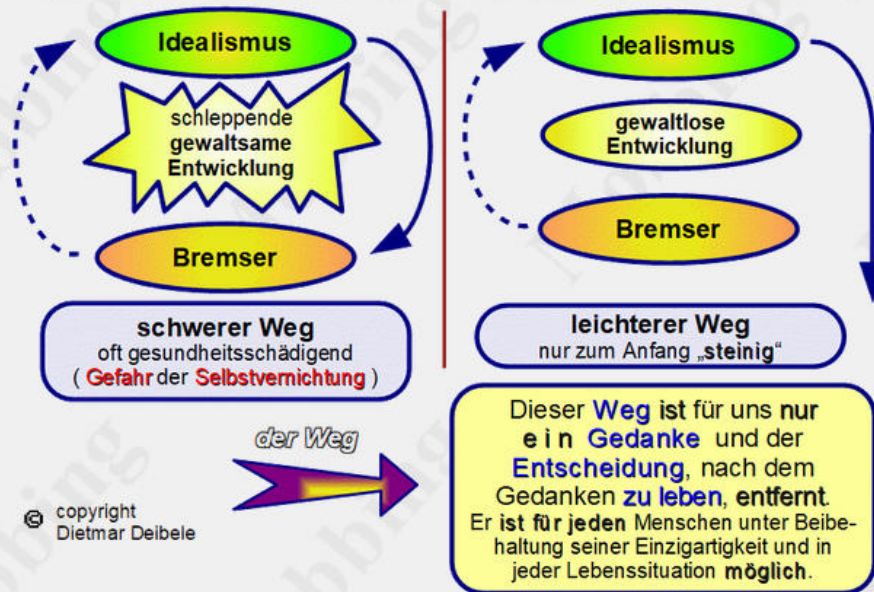 Idealismus
schleppende
gewaltsame
Entwicklung
Bremser
schwerer Weg
oft gesundheitsschädigend
( Gefahr der Selbstvernichtung )
Idealismus
gewaltlose
Entwicklung
Bremser
leichterer Weg
nur zum Anfang „steinig“
der Weg
Dieser Weg ist für uns nur
e i n Gedanke und der
Entscheidung, nach dem
Gedanken zu leben, entfernt.
Er ist für jeden Menschen unter Beibe-
haltung seiner Einzigartigkeit und in
jeder Lebenssituation möglich.
© copyright
Dietmar Deibele